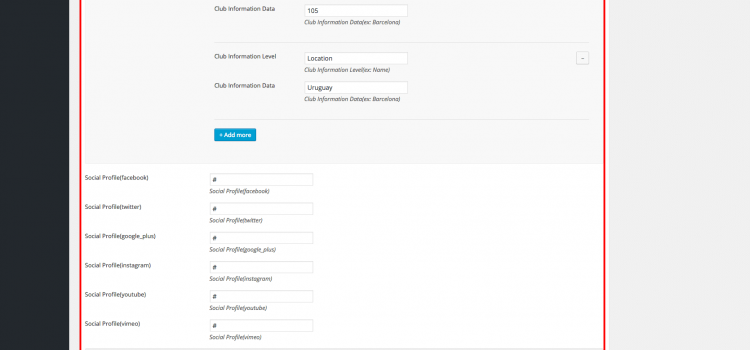 Club Information Data 105
Club Information Data(ex: Barcelona)
Club Information Level Location -
Club Information Level(ex: Name)
Club Information Data Uruguay
Club Information Data(ex: Barcelona)
+ Add more
Social Profile(facebook) #
Social Profile(facebook)
Social Profile(twitter) #
Social Profile(twitter)
Social Profile(google_plus) #
Social Profile(google_plus)
Social Profile(instagram) #
Social Profile(instagram)
Social Profile(youtube) #
Social Profile(youtube)
Social Profile(vimeo) #
Social Profile(vimeo)